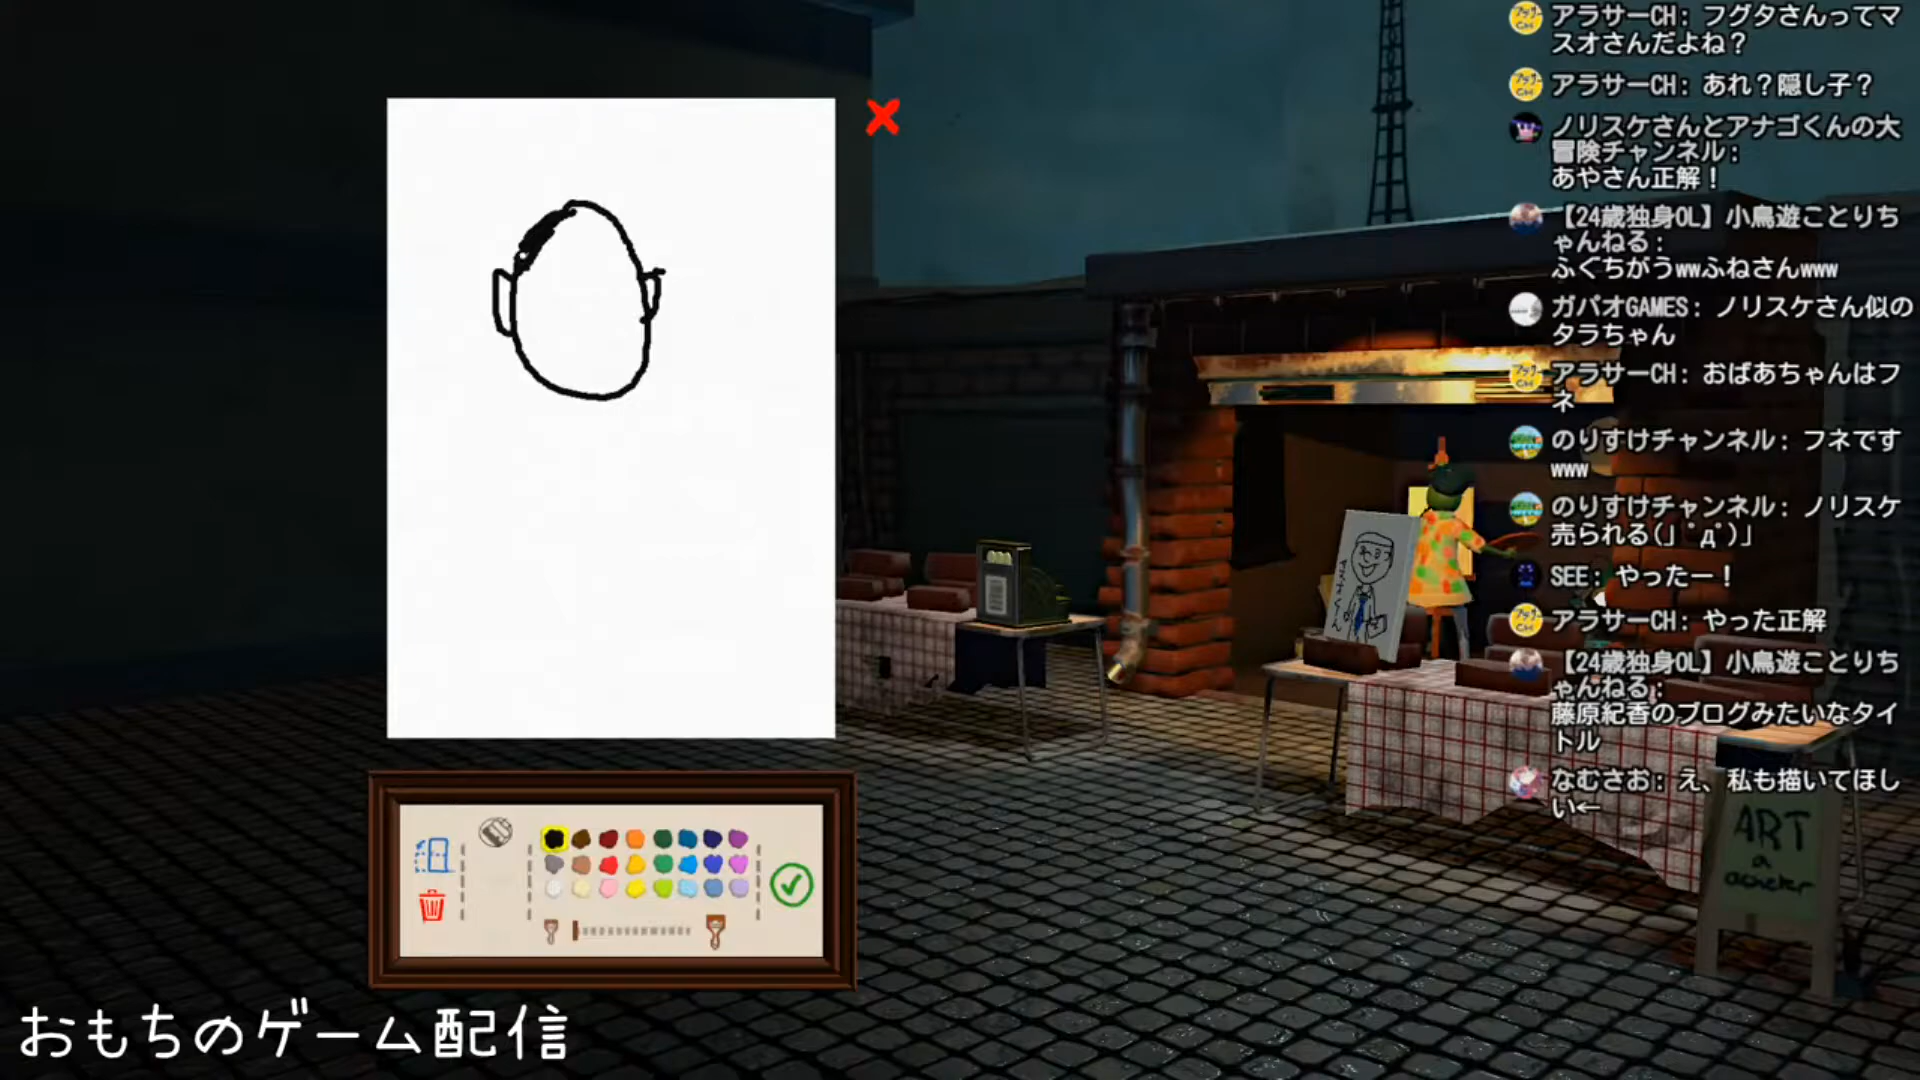 アラサーCH: フグタさんってマ
スオさんだよね？
アラサーCH: あれ？隠し子？
ノリスケさんとアナゴくんの大
冒険チャンネル:
あやさん正解！
【24歳独身OL】小鳥遊ことりち
ゃんねる:
ふぐちがうwwふねさんwww
ガパオGAMES: ノリスケさん似の
タラちゃん
アラサーCH: おばあちゃんはフ
ネ
のりすけチャンネル: フネです
www
のりすけチャンネル: ノリスケ
売られる(｣ﾟдﾟ)｣
SEE: やったー！
アラサーCH: やった正解
【24歳独身OL】小鳥遊ことりち
ゃんねる:
藤原紀香のブログみたいなタイ
トル
なむさお: え、私も描いてほし
い←
ART
a
acheter
おもちのゲーム配信